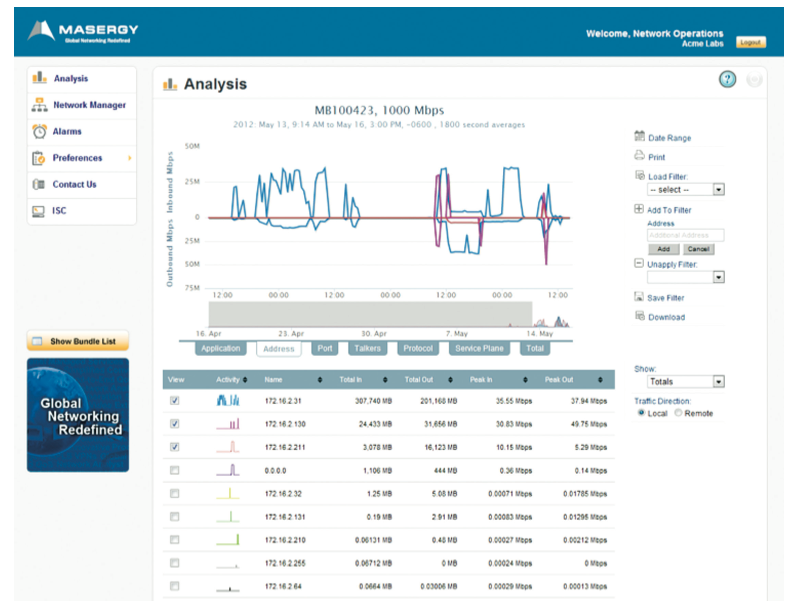 MASERGY
Global Networking Redefined
Welcome, Network Operations
Acme Labs
Logout
Analysis
Network Manager
Alarms
Preferences
Contact Us
ISC
Show Bundle List
Global
Networking
Redefined
Analysis
?
MB100423, 1000 Mbps
2012: May 13, 9:14 AM to May 16, 3:00 PM, -0600 , 1800 second averages
Outbound Mbps Inbound Mbps
50M
25M
0
25M
50M
75M
12:00 00:00 12:00 00:00 12:00 00:00 12:00
16. Apr 23. Apr 30. Apr 7. May 14. May
Application Address Port Talkers Protocol Service Plane Total
View Activity Name Total In Total Out Peak In Peak Out
172.16.2.31 307,740 MB 201,168 MB 35.55 Mbps 37.94 Mbps
172.16.2.130 24,433 MB 31,656 MB 30.83 Mbps 49.75 Mbps
172.16.2.211 3,078 MB 16,123 MB 10.15 Mbps 5.29 Mbps
0.0.0.0 1,106 MB 444 MB 0.36 Mbps 0.14 Mbps
172.16.2.32 1.25 MB 5.08 MB 0.00071 Mbps 0.01785 Mbps
172.16.2.131 0.19 MB 2.91 MB 0.00083 Mbps 0.01295 Mbps
172.16.2.210 0.06131 MB 0.48 MB 0.00027 Mbps 0.00212 Mbps
172.16.2.255 0.06712 MB 0 MB 0.00024 Mbps 0 Mbps
172.16.2.64 0.0664 MB 0.03006 MB 0.00029 Mbps 0.00013 Mbps
Date Range
Print
Load Filter:
-- select --
Add To Filter
Address
Additional Address
Add Cancel
Unapply Filter:
Save Filter
Download
Show:
Totals
Traffic Direction:
Local Remote